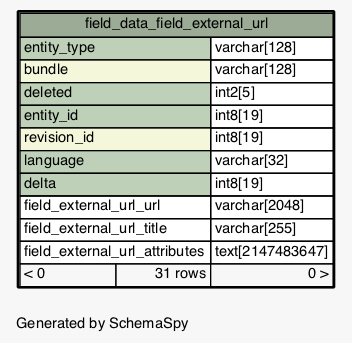 field_data_field_external_url
entity_type varchar[128]
bundle varchar[128]
deleted int2[5]
entity_id int8[19]
revision_id int8[19]
language varchar[32]
delta int8[19]
field_external_url_url varchar[2048]
field_external_url_title varchar[255]
field_external_url_attributes text[2147483647]
< 0 31 rows 0 >
Generated by SchemaSpy